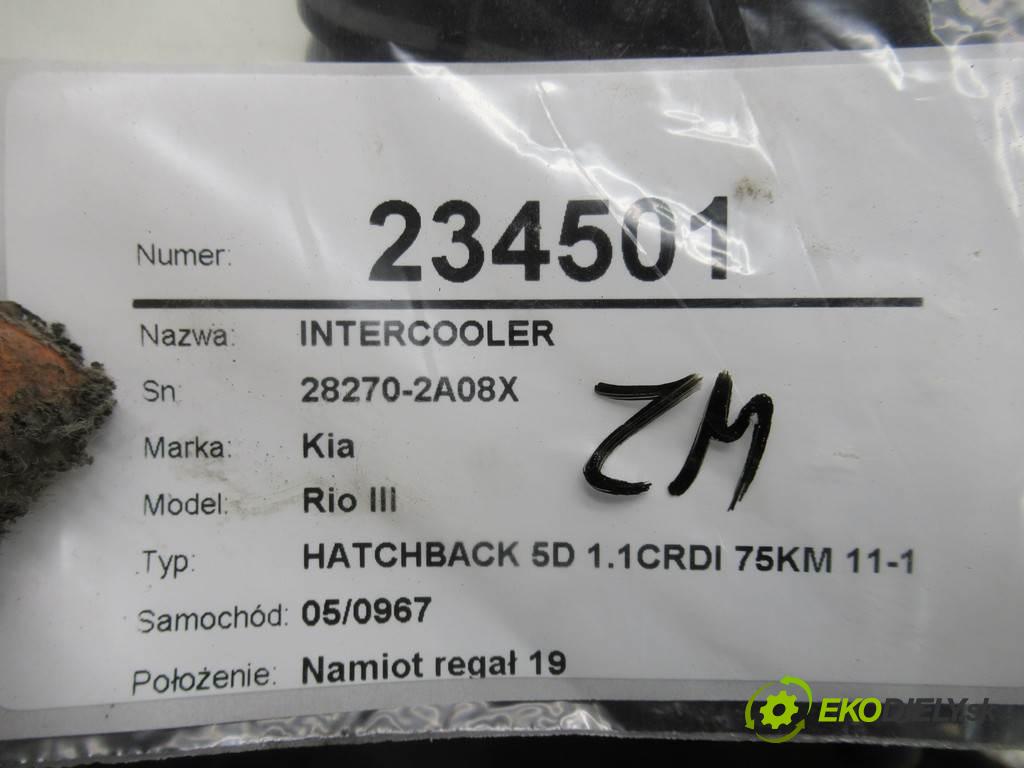 Numer: 234501
Nazwa: INTERCOOLER
Sn: 28270-2A08X
Marka: Kia
Model: Rio III
Typ: HATCHBACK 5D 1.1CRDI 75KM 11-1
Samochód: 05/0967
Położenie: Namiot regał 19
ZM
EKODIELY.sk